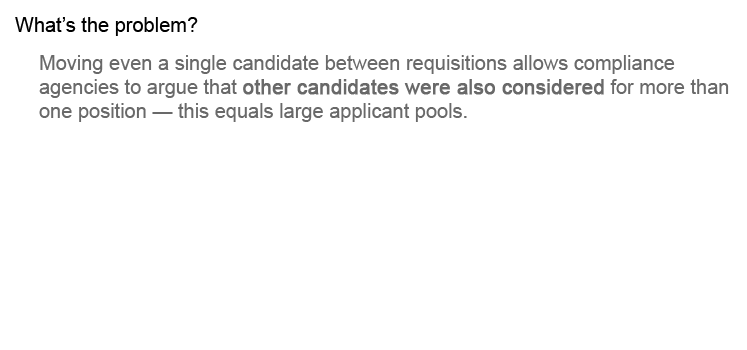 What’s the problem?
Moving even a single candidate between requisitions allows compliance
agencies to argue that other candidates were also considered for more than
one position — this equals large applicant pools.